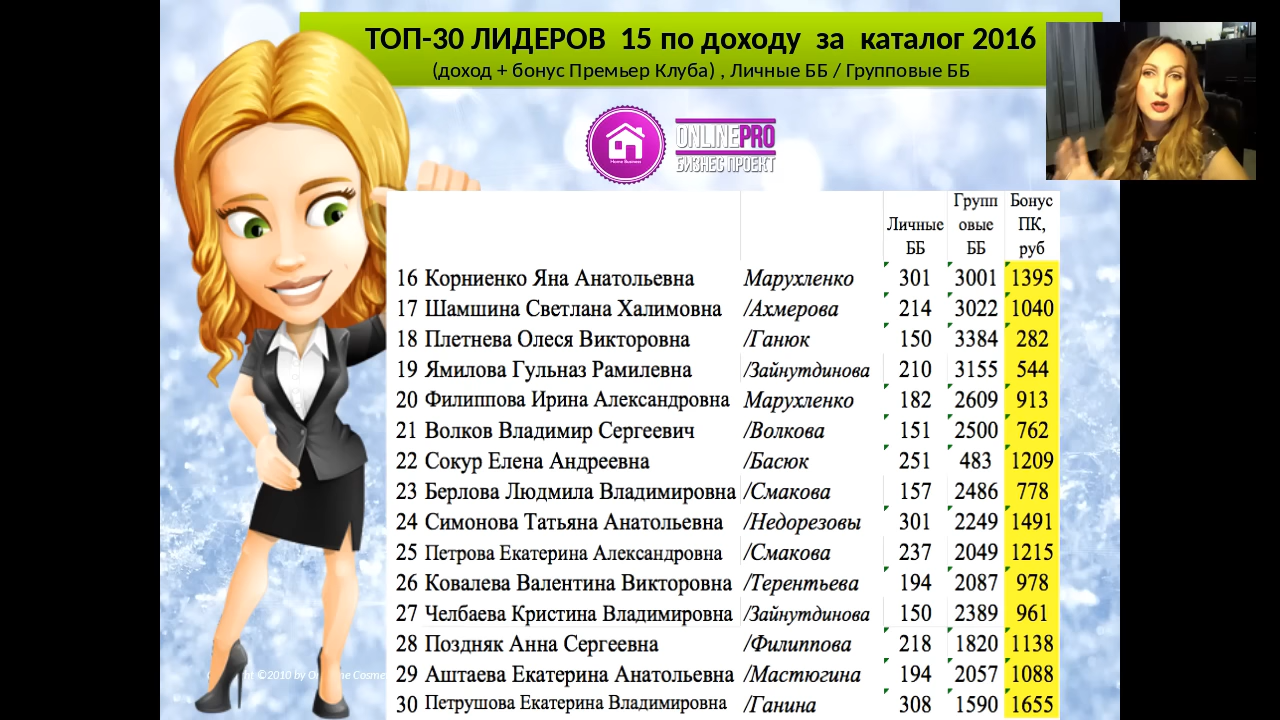 ТОП-30 ЛИДЕРОВ 15 по доходу за каталог 2016
(доход + бонус Премьер Клуба) , Личные ББ / Групповые ББ
Home Business
ONLINEPRO
БИЗНЕС ПРОЕКТ
Личные ББ Групп овые ББ Бонус ПК, руб
16 Корниенко Яна Анатольевна Марухленко 301 3001 1395
17 Шамшина Светлана Халимовна /Ахмерова 214 3022 1040
18 Плетнева Олеся Викторовна /Ганюк 150 3384 282
19 Ямилова Гульназ Рамилевна /Зайнутдинова 210 3155 544
20 Филиппова Ирина Александровна Марухленко 182 2609 913
21 Волков Владимир Сергеевич /Волкова 151 2500 762
22 Сокур Елена Андреевна /Басюк 251 483 1209
23 Берлова Людмила Владимировна /Смакова 157 2486 778
24 Симонова Татьяна Анатольевна /Недорезовы 301 2249 1491
25 Петрова Екатерина Александровна /Смакова 237 2049 1215
26 Ковалева Валентина Викторовна /Терентьева 194 2087 978
27 Челбаева Кристина Владимировна /Зайнутдинова 150 2389 961
28 Поздняк Анна Сергеевна /Филиппова 218 1820 1138
29 Аштаева Екатерина Анатольевна /Мастюгина 194 2057 1088
30 Петрушова Екатерина Владимировна /Ганина 308 1590 1655
©2010 by